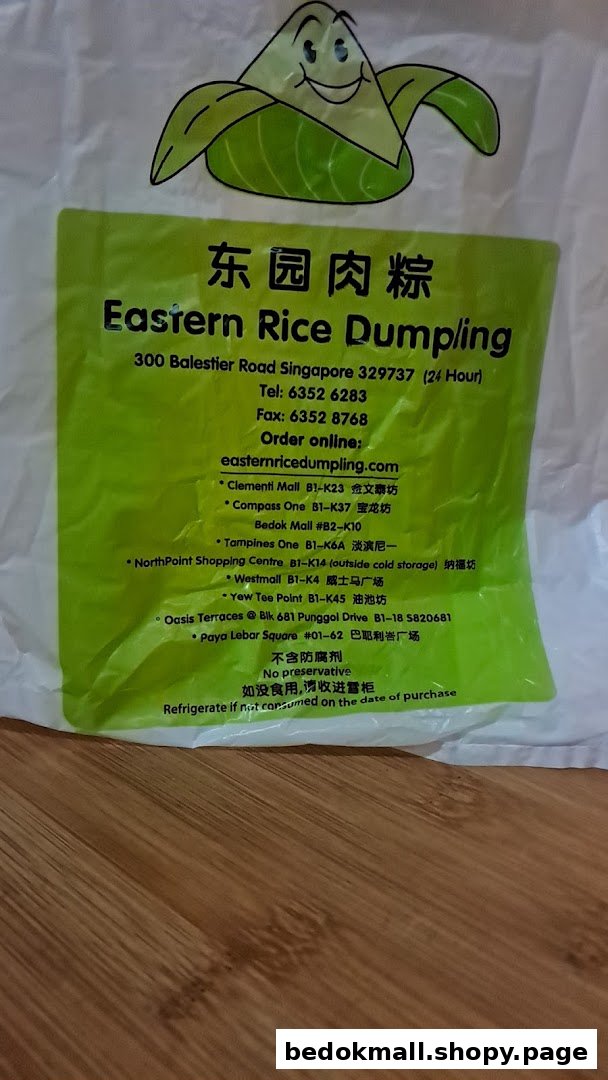 东园肉粽
Eastern Rice Dumpling
300 Balestier Road Singapore 329737 (24 Hour)
Tel: 6352 6283
Fax: 6352 8768
Order online:
easternricedumpling.com
* Clementi Mall B1-K23 金文泰坊
* Compass One B1-K37 宝龙坊
Bedok Mall #B2-K10
* Tampines One B1-K6A 淡滨尼一
* NorthPoint Shopping Centre B1-K14 (outside cold storage) 纳福坊
* Westmall B1-K4 威士马广场
* Yew Tee Point B1-K45 油池坊
* Oasis Terraces @ Blk 681 Punggol Drive B1-18 S820681
* Paya Lebar Square #01-62 巴耶利峇广场
不含防腐剂
No preservative
如没食用,请收进雪柜
Refrigerate if not consumed on the date of purchase
bedokmall.shopy.page